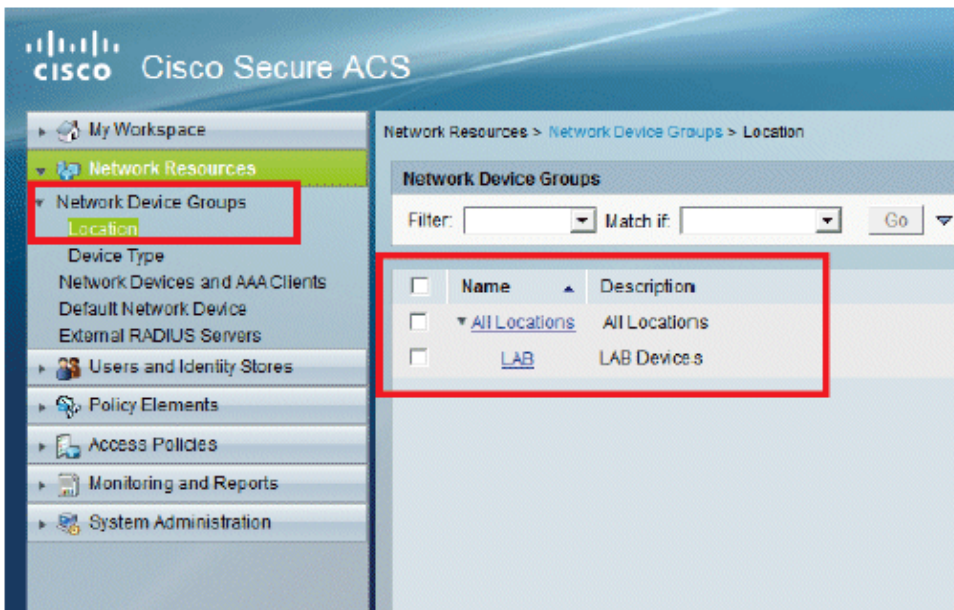 CISCO Cisco Secure ACS
My Workspace
Network Resources
Network Device Groups
Location
Device Type
Network Devices and AAA Clients
Default Network Device
External RADIUS Servers
Users and Identity Stores
Policy Elements
Access Policies
Monitoring and Reports
System Administration
Network Resources > Network Device Groups > Location
Network Device Groups
Filter: Match if: Go
Name Description
All Locations All Locations
LAB LAB Devices